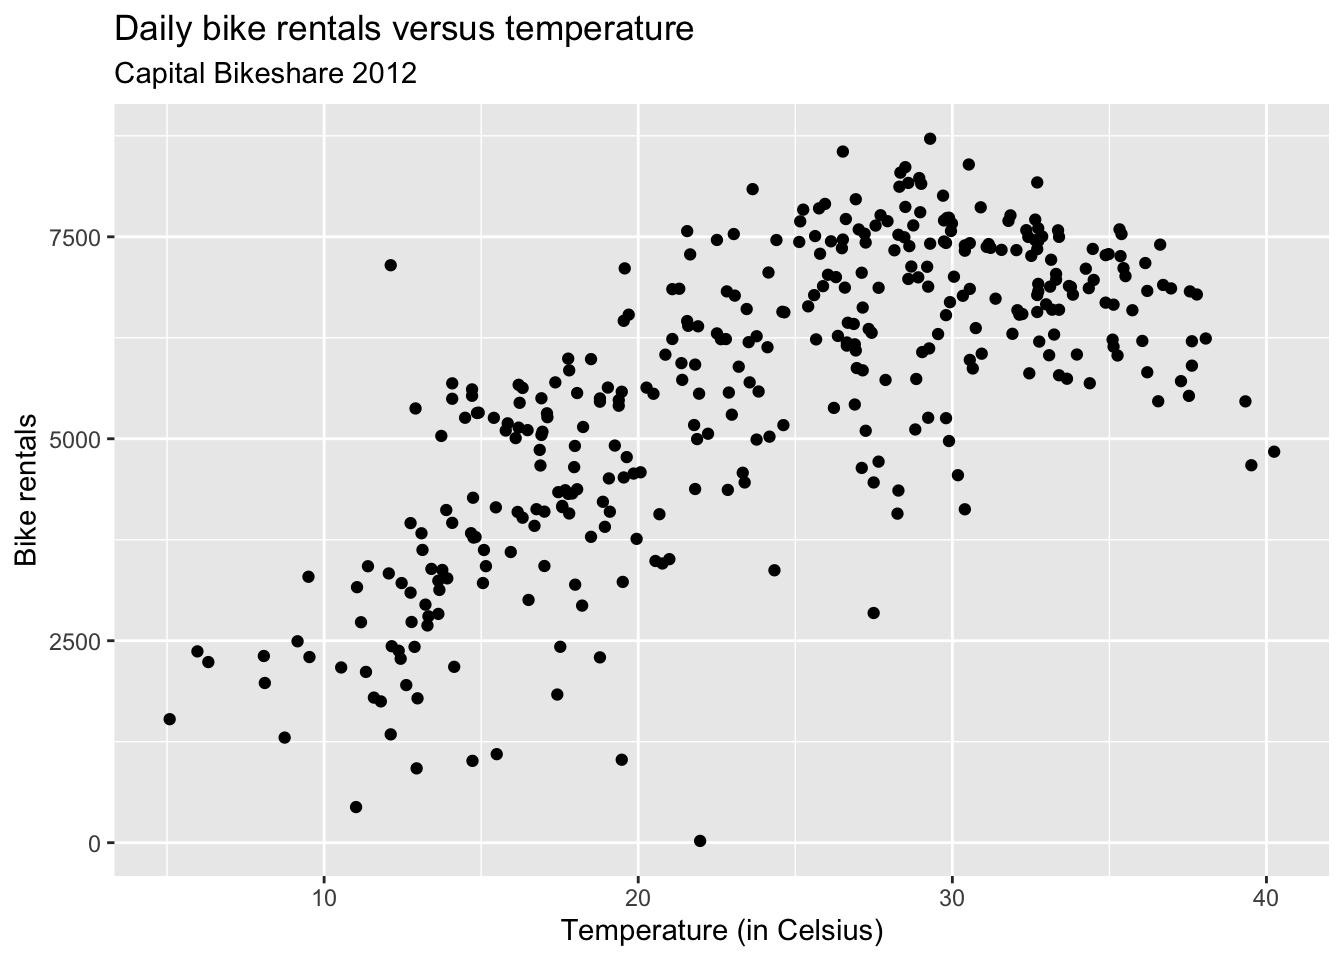 Daily bike rentals versus temperature
Capital Bikeshare 2012
Bike rentals
7500
5000
2500
0
10 20 30 40
Temperature (in Celsius)